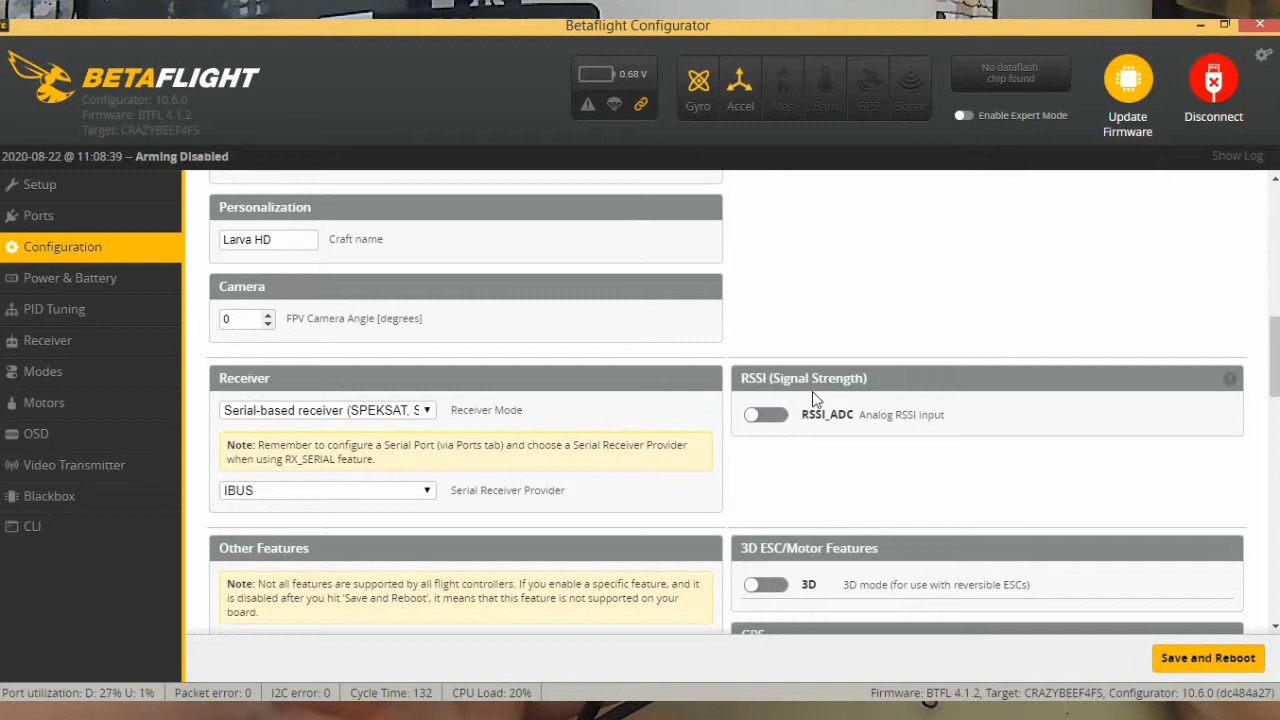 Betaflight Configurator
BETAFLIGHT
Configurator: 10.6.0
Firmware: BTFL 4.1.2
Target: CRAZYBEEF4FS
0.68 V
Gyro
Accel
Mag
Baro
GPS
Sonar
No dataflash
chip found
Enable Expert Mode
Update
Firmware
Disconnect
2020-08-22 @ 11:08:39 -- Arming Disabled
Show Log
Setup
Ports
Configuration
Power & Battery
PID Tuning
Receiver
Modes
Motors
OSD
Video Transmitter
Blackbox
CLI
Personalization
Larva HD
Craft name
Camera
0
FPV Camera Angle [degrees]
Receiver
Serial-based receiver (SPEKSAT, S
Receiver Mode
Note: Remember to configure a Serial Port (via Ports tab) and choose a Serial Receiver Provider
when using RX_SERIAL feature.
IBUS
Serial Receiver Provider
RSSI (Signal Strength)
RSSI_ADC Analog RSSI input
Other Features
Note: Not all features are supported by all flight controllers. If you enable a specific feature, and it
is disabled after you hit 'Save and Reboot', it means that this feature is not supported on your
board.
3D ESC/Motor Features
3D 3D mode (for use with reversible ESCs)
GPS
Save and Reboot
Port utilization: D: 27% U: 1%
Packet error: 0
I2C error: 0
Cycle Time: 132
CPU Load: 20%
Firmware: BTFL 4.1.2, Target: CRAZYBEEF4FS, Configurator: 10.6.0 (dc484a27)